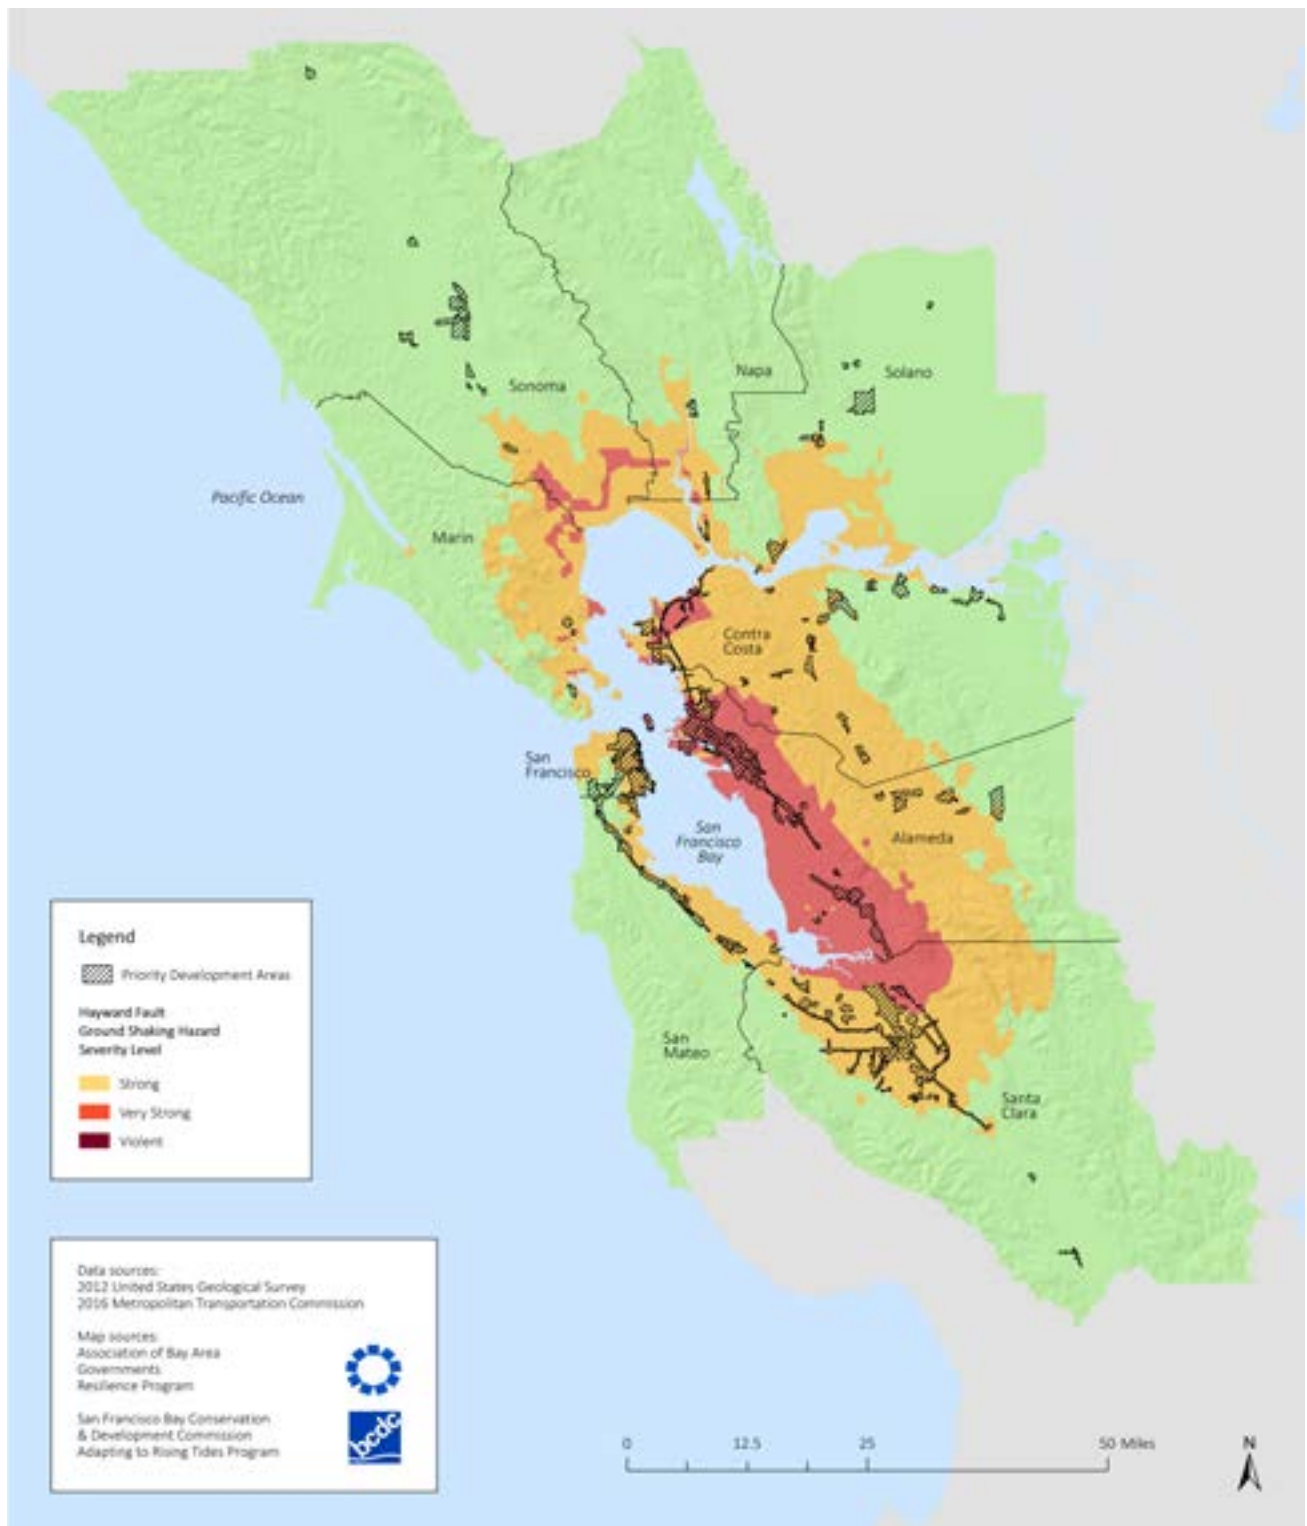 Sonoma
Napa
Solano
Pacific Ocean
Marin
Contra
Costa
San
Francisco
San
Francisco
Bay
Alameda
San
Mateo
Santa
Clara
Legend
Priority Development Areas
Hayward Fault
Ground Shaking Hazard
Severity Level
Strong
Very Strong
Violent
Data sources:
2012 United States Geological Survey
2016 Metropolitan Transportation Commission
Map sources:
Association of Bay Area
Governments
Resilience Program
San Francisco Bay Conservation
& Development Commission
Adapting to Rising Tides Program
bcdc
0 12.5 25 50 Miles
N